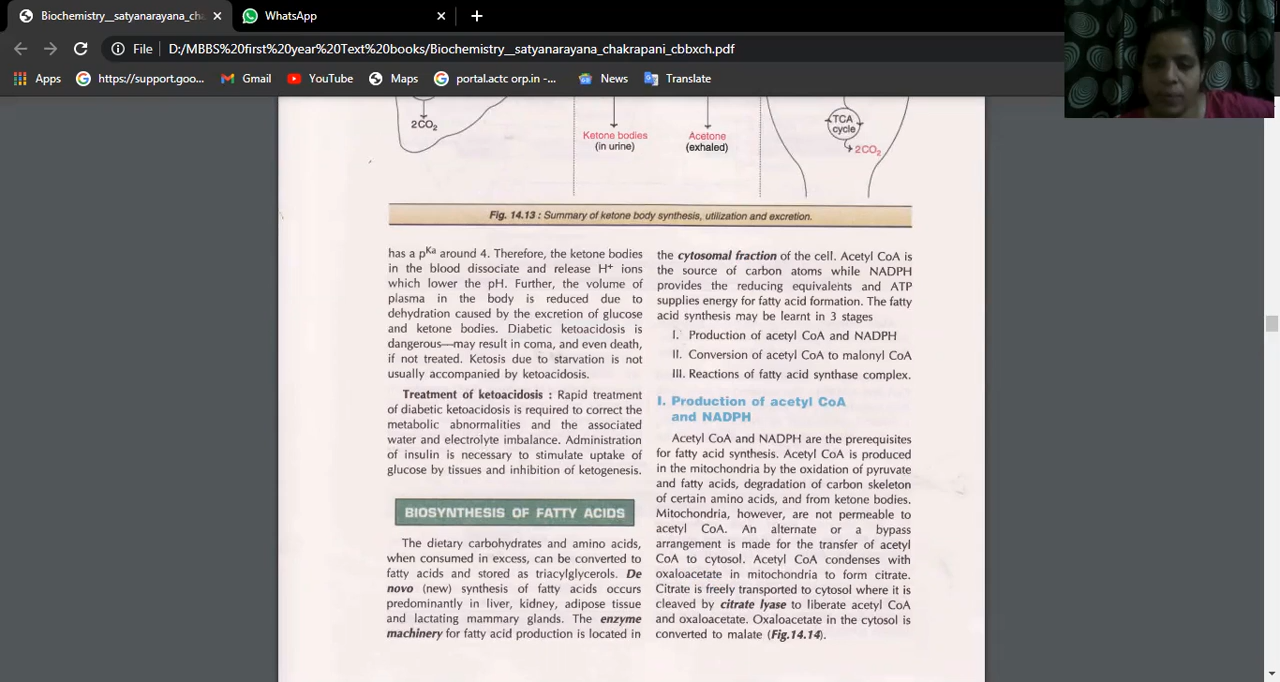 Biochemistry__satyanarayana_cha
WhatsApp
File
D:/MBBS%20first%20year%20Text%20books/Biochemistry__satyanarayana_chakrapani_cbbxch.pdf
Apps
https://support.goo...
Gmail
YouTube
Maps
portal.actc orp.in -...
News
Translate
2CO2
Ketone bodies
(in urine)
Acetone
(exhaled)
TCA
cycle
2CO2
Fig. 14.13 : Summary of ketone body synthesis, utilization and excretion.
has a pKa around 4. Therefore, the ketone bodies
in the blood dissociate and release H+ ions
which lower the pH. Further, the volume of
plasma in the body is reduced due to
dehydration caused by the excretion of glucose
and ketone bodies. Diabetic ketoacidosis is
dangerous—may result in coma, and even death,
if not treated. Ketosis due to starvation is not
usually accompanied by ketoacidosis.
Treatment of ketoacidosis : Rapid treatment
of diabetic ketoacidosis is required to correct the
metabolic abnormalities and the associated
water and electrolyte imbalance. Administration
of insulin is necessary to stimulate uptake of
glucose by tissues and inhibition of ketogenesis.
BIOSYNTHESIS OF FATTY ACIDS
The dietary carbohydrates and amino acids,
when consumed in excess, can be converted to
fatty acids and stored as triacylglycerols. De
novo (new) synthesis of fatty acids occurs
predominantly in liver, kidney, adipose tissue
and lactating mammary glands. The enzyme
machinery for fatty acid production is located in
the cytosomal fraction of the cell. Acetyl CoA is
the source of carbon atoms while NADPH
provides the reducing equivalents and ATP
supplies energy for fatty acid formation. The fatty
acid synthesis may be learnt in 3 stages
I. Production of acetyl CoA and NADPH
II. Conversion of acetyl CoA to malonyl CoA
III. Reactions of fatty acid synthase complex.
I. Production of acetyl CoA
and NADPH
Acetyl CoA and NADPH are the prerequisites
for fatty acid synthesis. Acetyl CoA is produced
in the mitochondria by the oxidation of pyruvate
and fatty acids, degradation of carbon skeleton
of certain amino acids, and from ketone bodies.
Mitochondria, however, are not permeable to
acetyl CoA. An alternate or a bypass
arrangement is made for the transfer of acetyl
CoA to cytosol. Acetyl CoA condenses with
oxaloacetate in mitochondria to form citrate.
Citrate is freely transported to cytosol where it is
cleaved by citrate lyase to liberate acetyl CoA
and oxaloacetate. Oxaloacetate in the cytosol is
converted to malate (Fig.14.14).